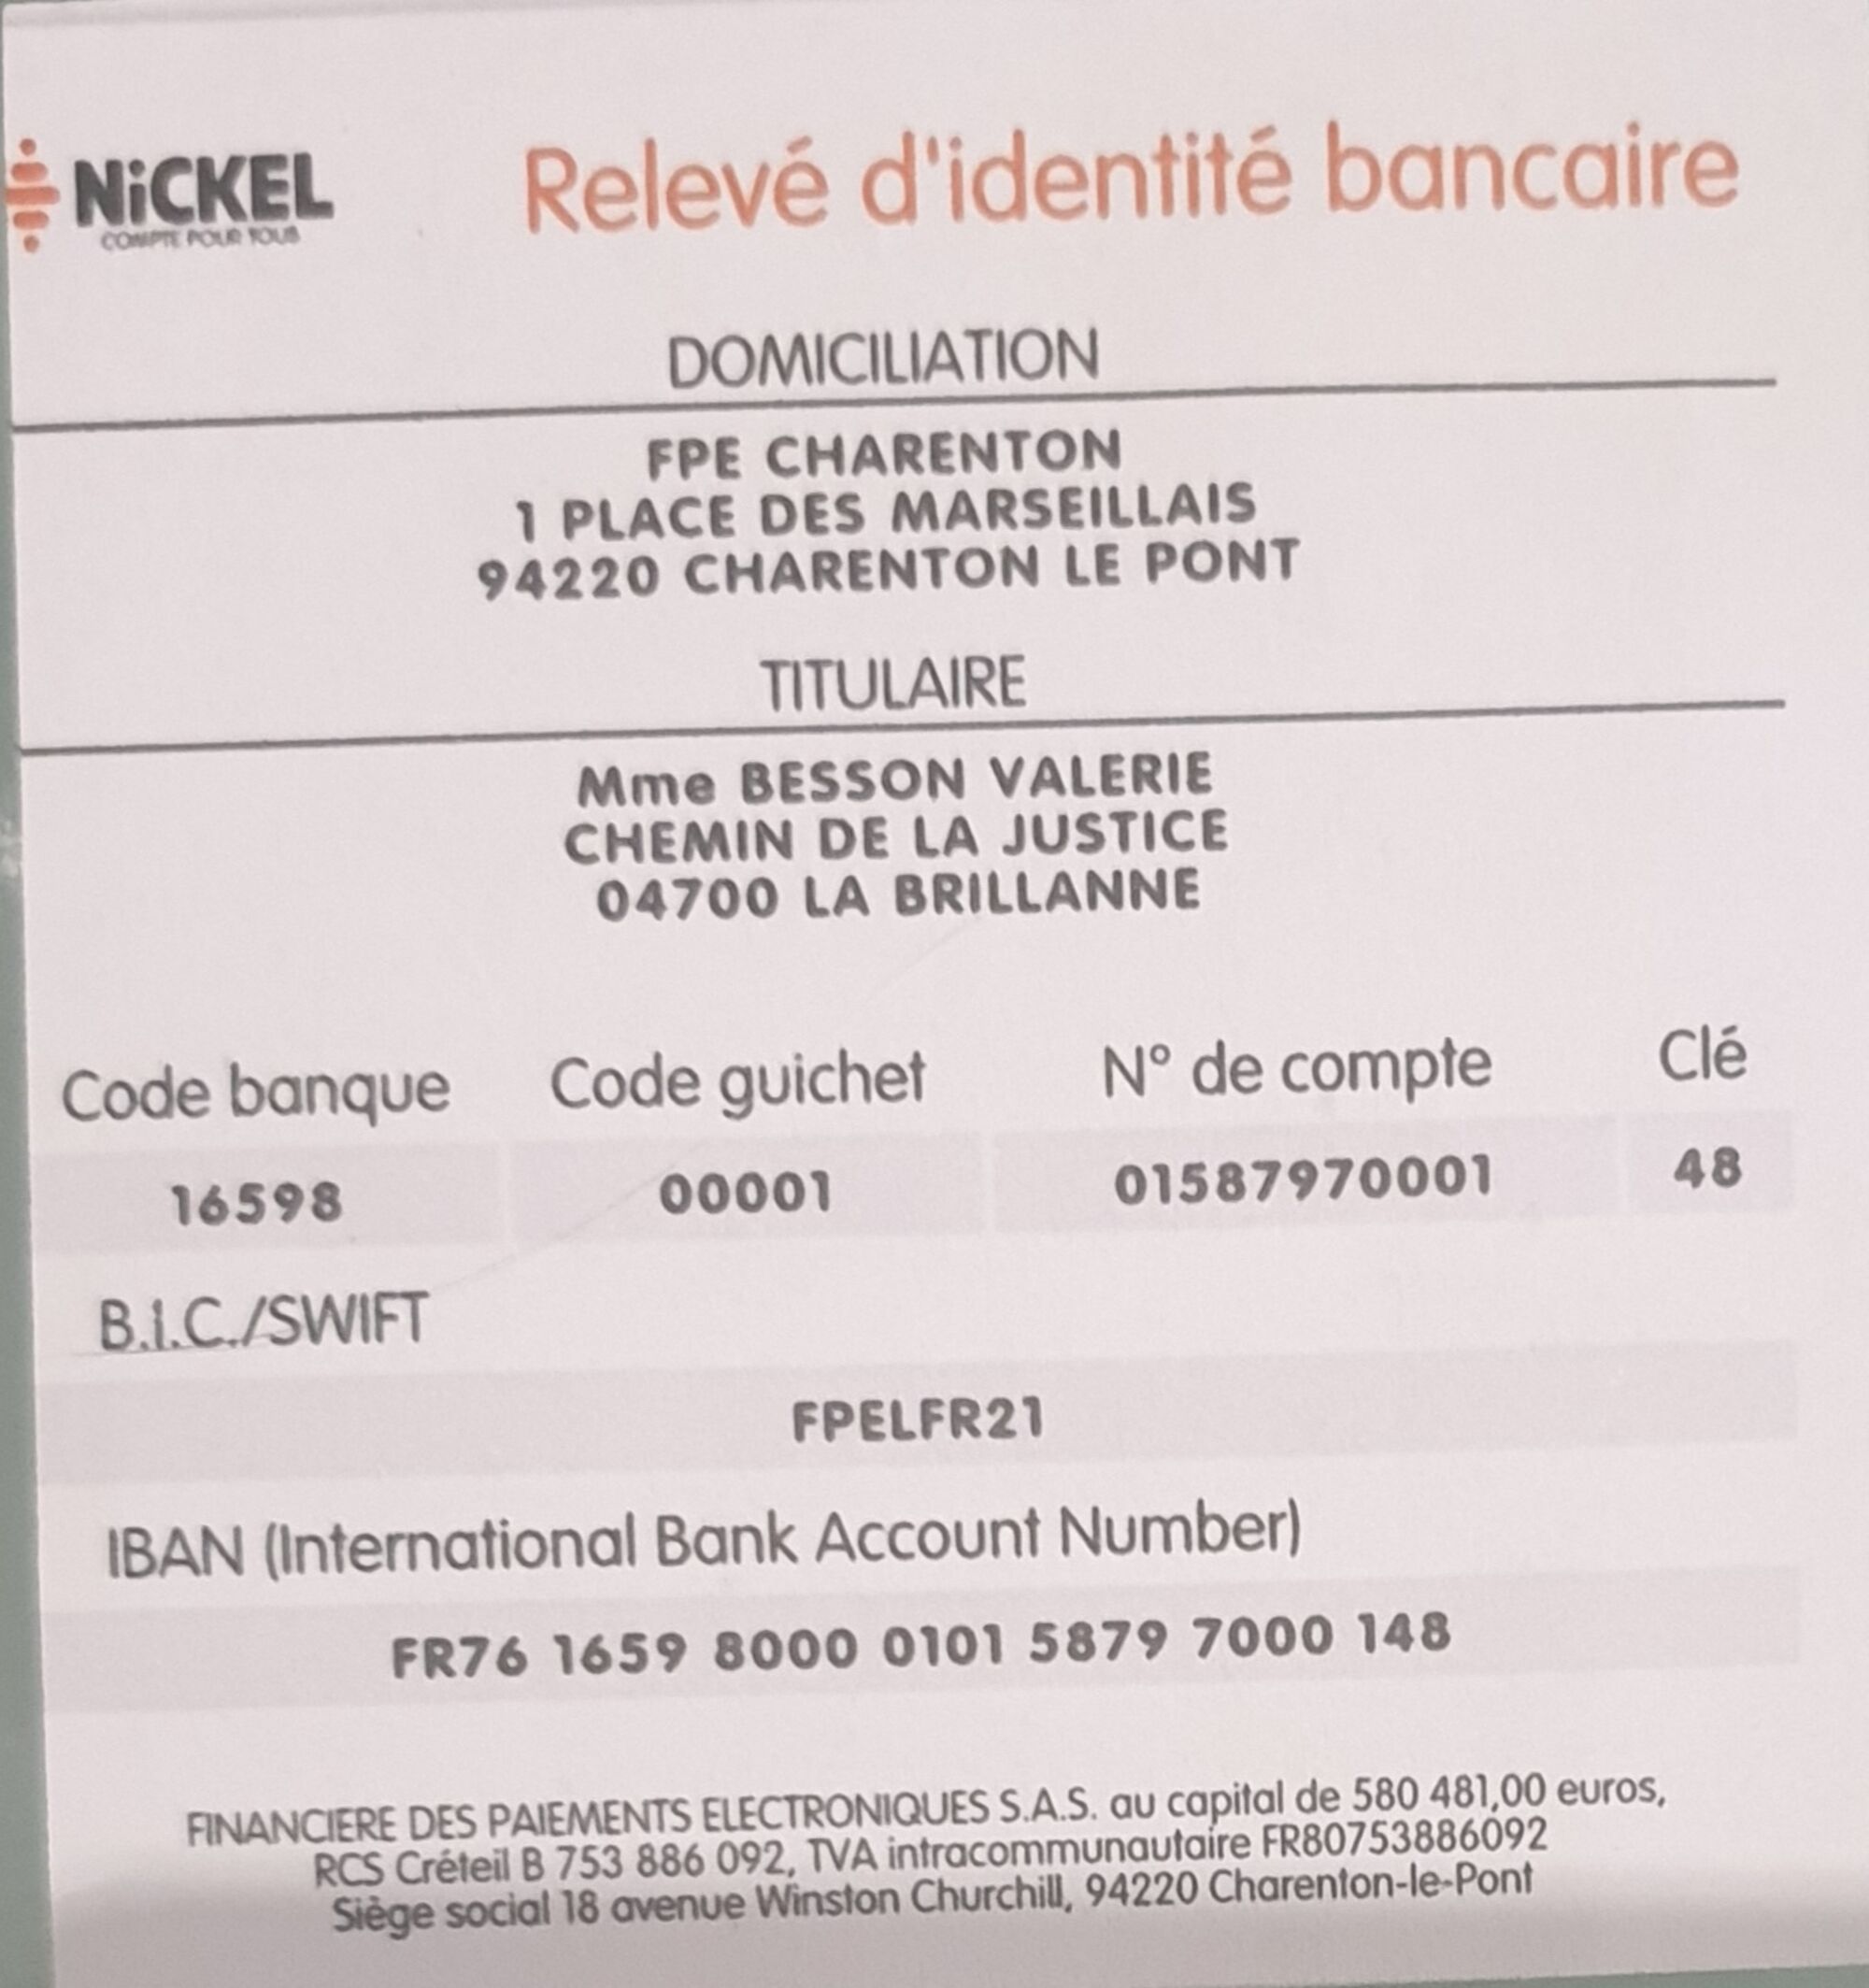 NiCKEL
COMPTE POUR TOUS
Relevé d'identité bancaire
DOMICILIATION
FPE CHARENTON
1 PLACE DES MARSEILLAIS
94220 CHARENTON LE PONT
TITULAIRE
Mme BESSON VALERIE
CHEMIN DE LA JUSTICE
04700 LA BRILLANNE
Code banque Code guichet N° de compte Clé
16598 00001 01587970001 48
B.I.C./SWIFT
FPELFR21
IBAN (International Bank Account Number)
FR76 1659 8000 0101 5879 7000 148
FINANCIERE DES PAIEMENTS ELECTRONIQUES S.A.S. au capital de 580 481,00 euros,
RCS Créteil B 753 886 092, TVA intracommunautaire FR80753886092
Siège social 18 avenue Winston Churchill, 94220 Charenton-le-Pont